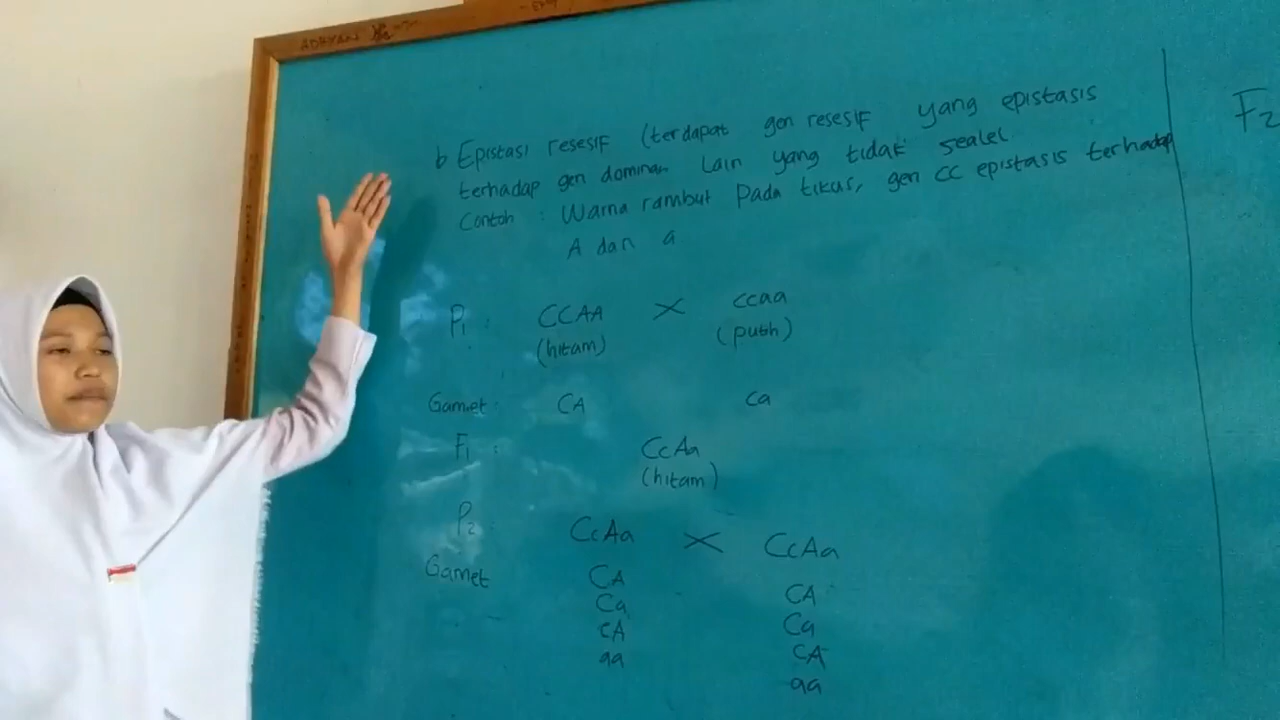 ADRYAN
b Epistasi resesif (terdapat gen resesif yang epistasis
terhadap gen dominan lain yang tidak sealel
Contoh : Warna rambut Pada tikus, gen cc epistasis terhadap
A dan a
P1 : CCAA × ccaa
(hitam) (putih)
Gamet : CA ca
F1 : CcAa
(hitam)
P2 : CcAa × CcAa
Gamet CA CA
Ca Ca
cA CA
aa aa
F2